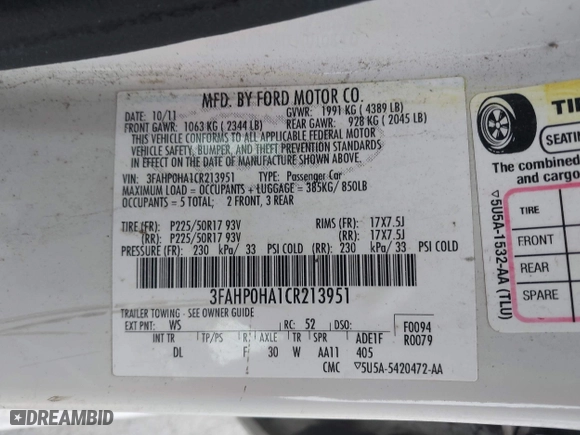 MFD. BY FORD MOTOR CO.
DATE: 10/11 GVWR: 1991 KG ( 4389 LB)
FRONT GAWR: 1063 KG ( 2344 LB) REAR GAWR: 928 KG ( 2045 LB)
THIS VEHICLE CONFORMS TO ALL APPLICABLE FEDERAL MOTOR
VEHICLE SAFETY, BUMPER, AND THEFT PREVENTION STANDARDS
IN EFFECT ON THE DATE OF MANUFACTURE SHOWN ABOVE.
VIN: 3FAHP0HA1CR213951 TYPE: Passenger Car
MAXIMUM LOAD = OCCUPANTS + LUGGAGE = 385KG/ 850LB
OCCUPANTS = 5 TOTAL; 2 FRONT, 3 REAR
TIRE (FR): P225/50R17 93V RIMS (FR): 17X7.5J
(RR): P225/50R17 93V (RR): 17X7.5J
PRESSURE (FR): 230 kPa/ 33 PSI COLD (RR): 230 kPa/ 33 PSI COLD
3FAHP0HA1CR213951
TRAILER TOWING - SEE OWNER GUIDE
EXT PNT: WS RC: 52 DSO: F0094
INT TR TP/PS R AXLE TR SPR ADE1F R0079
DL F 30 W AA11 405
CMC ▽5U5A-5420472-AA
▽5U5A-1532-AA (TLU)
SEATIN
The combined
and cargo
TIRE
FRONT
REAR
SPARE
DREAMBID